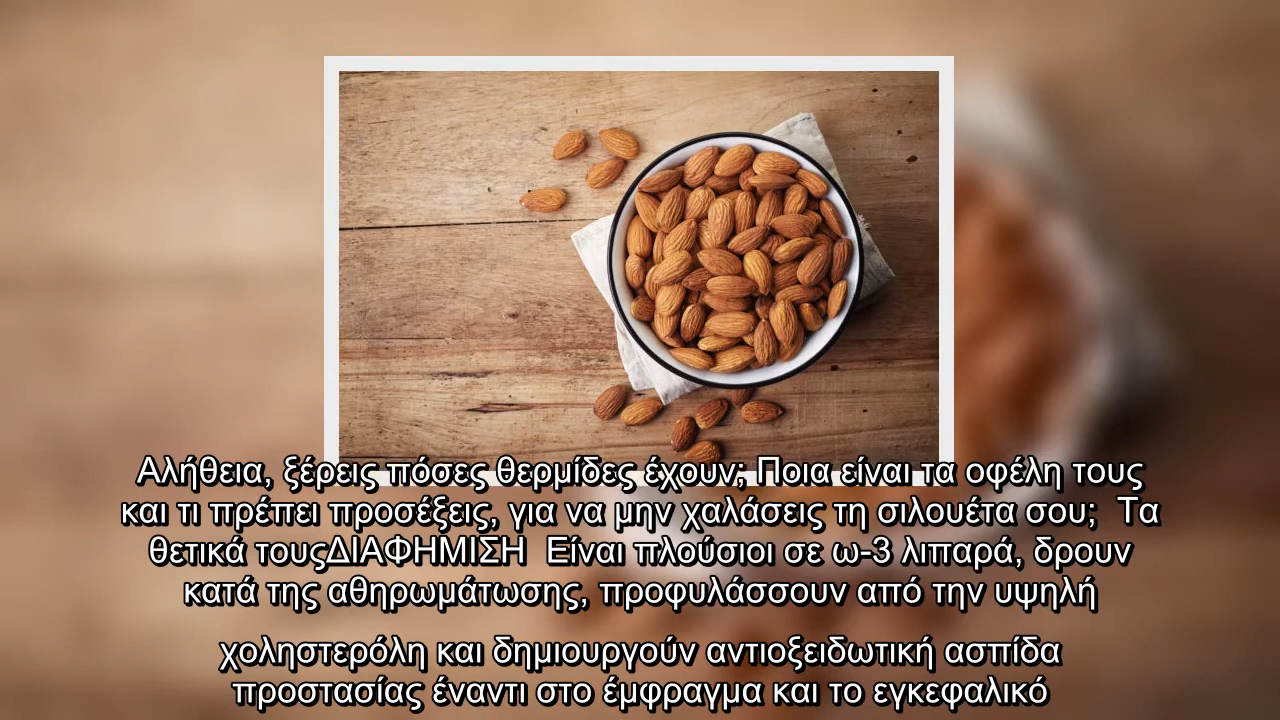 Αλήθεια, ξέρεις πόσες θερμίδες έχουν; Ποια είναι τα οφέλη τους
και τι πρέπει προσέξεις, για να μην χαλάσεις τη σιλουέτα σου;  Τα
θετικά τουςΔΙΑΦΗΜΙΣΗ  Είναι πλούσιοι σε ω-3 λιπαρά, δρουν
κατά της αθηρωμάτωσης, προφυλάσσουν από την υψηλή
χοληστερόλη και δημιουργούν αντιοξειδωτική ασπίδα
προστασίας έναντι στο έμφραγμα και το εγκεφαλικό